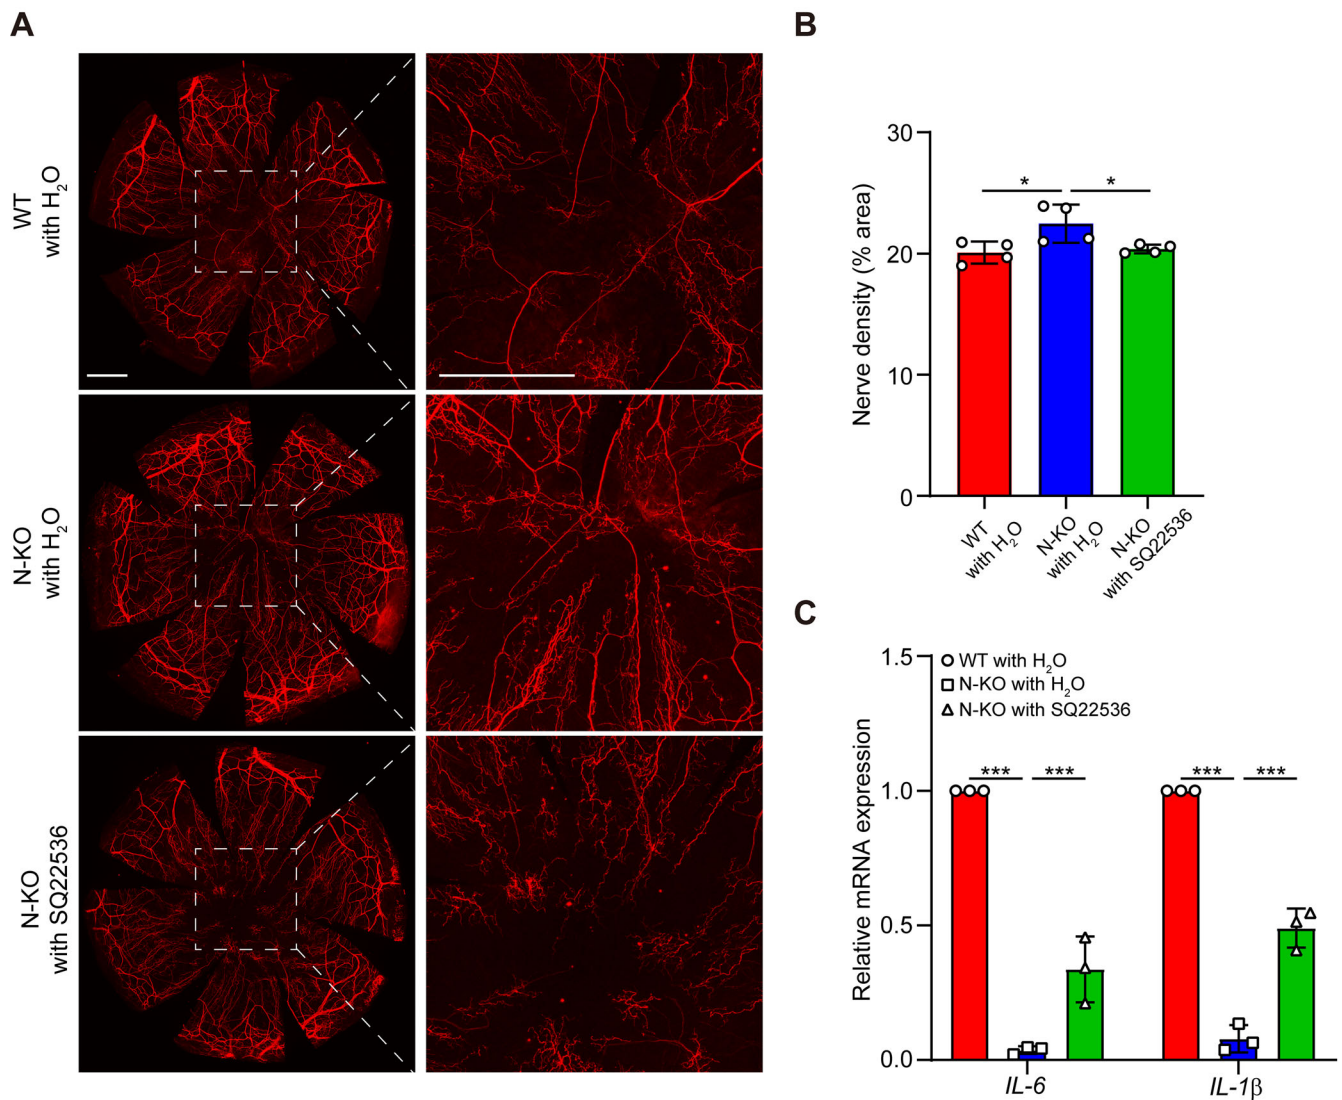 A
WT
with H₂O
N-KO
with H₂O
N-KO
with SQ22536
B
Nerve density (% area)
30
20
10
0
* *
WT
with H₂O
N-KO
with H₂O
N-KO
with SQ22536
C
Relative mRNA expression
1.5
1.0
0.5
0.0
WT with H₂O
N-KO with H₂O
N-KO with SQ22536
*** *** *** ***
IL-6 IL-1β